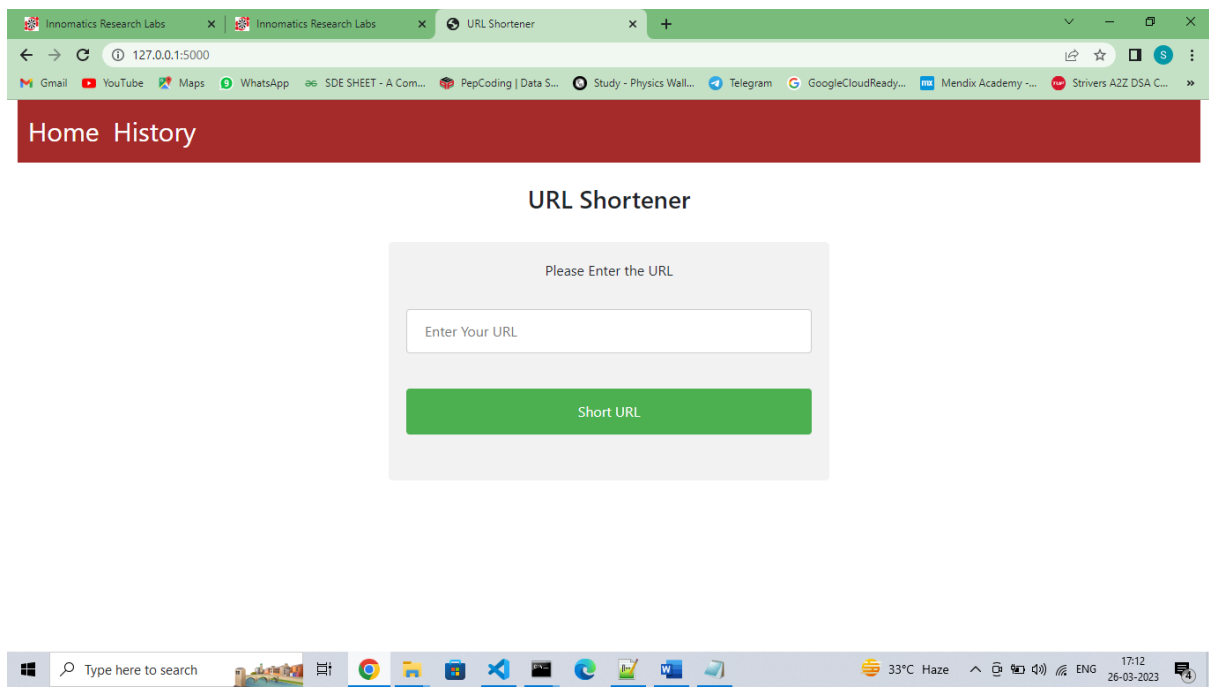 Innomatics Research Labs Innomatics Research Labs URL Shortener
127.0.0.1:5000 S
Gmail YouTube Maps WhatsApp SDE SHEET - A Com... PepCoding | Data S... Study - Physics Wall... Telegram GoogleCloudReady... mx Mendix Academy -... Strivers A2Z DSA C... »
Home History
URL Shortener
Please Enter the URL
Enter Your URL
Short URL
Type here to search 33°C Haze ENG 17:12
26-03-2023 4